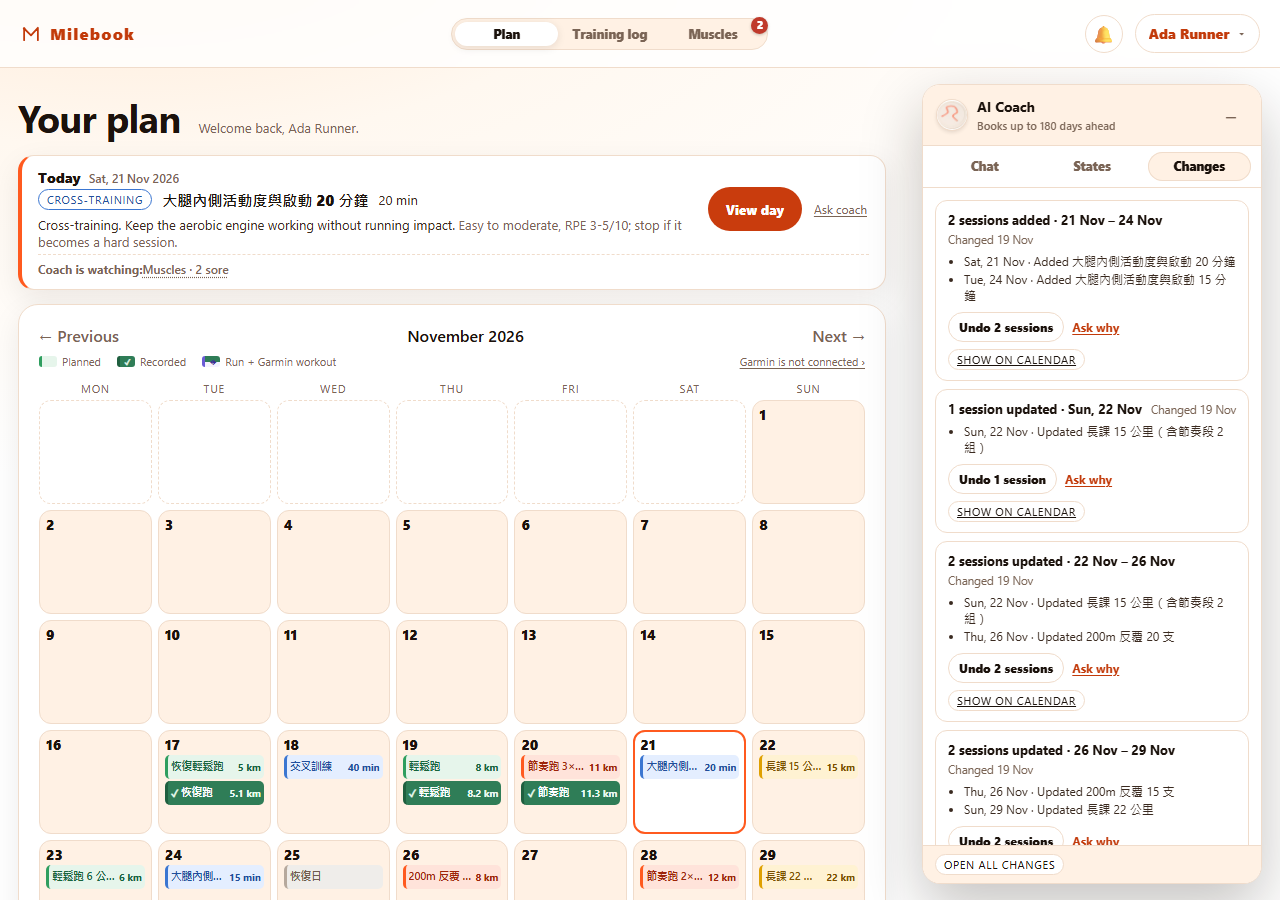 Milebook
Plan
Training log
Muscles
2
Ada Runner
Your plan
Welcome back, Ada Runner.
Today
Sat, 21 Nov 2026
CROSS-TRAINING
大腿內側活動度與啟動 20 分鐘
20 min
Cross-training. Keep the aerobic engine working without running impact. Easy to moderate, RPE 3-5/10; stop if it
becomes a hard session.
View day
Ask coach
Coach is watching:Muscles · 2 sore
← Previous
November 2026
Next →
Planned
Recorded
Run + Garmin workout
Garmin is not connected ›
MON
TUE
WED
THU
FRI
SAT
SUN
1
2
3
4
5
6
7
8
9
10
11
12
13
14
15
16
17
恢復輕鬆跑 5 km
✓ 恢復跑 5.1 km
18
交叉訓練 40 min
19
輕鬆跑 8 km
✓ 輕鬆跑 8.2 km
20
節奏跑 3×... 11 km
✓ 節奏跑 11.3 km
21
大腿內側... 20 min
22
長課 15 公... 15 km
23
輕鬆跑 6 公... 6 km
24
大腿內側... 15 min
25
恢復日
26
200m 反覆 ... 8 km
27
28
節奏跑 2×... 12 km
29
長課 22 ... 22 km
AI Coach
Books up to 180 days ahead
–
Chat
States
Changes
2 sessions added · 21 Nov – 24 Nov
Changed 19 Nov
• Sat, 21 Nov · Added 大腿內側活動度與啟動 20 分鐘
• Tue, 24 Nov · Added 大腿內側活動度與啟動 15 分
鐘
Undo 2 sessions
Ask why
SHOW ON CALENDAR
1 session updated · Sun, 22 Nov
Changed 19 Nov
• Sun, 22 Nov · Updated 長課 15 公里（含節奏段 2
組）
Undo 1 session
Ask why
SHOW ON CALENDAR
2 sessions updated · 22 Nov – 26 Nov
Changed 19 Nov
• Sun, 22 Nov · Updated 長課 15 公里（含節奏段 2
組）
• Thu, 26 Nov · Updated 200m 反覆 20 支
Undo 2 sessions
Ask why
SHOW ON CALENDAR
2 sessions updated · 26 Nov – 29 Nov
Changed 19 Nov
• Thu, 26 Nov · Updated 200m 反覆 15 支
• Sun, 29 Nov · Updated 長課 22 公里
Undo 2 sessions
Ask why
OPEN ALL CHANGES